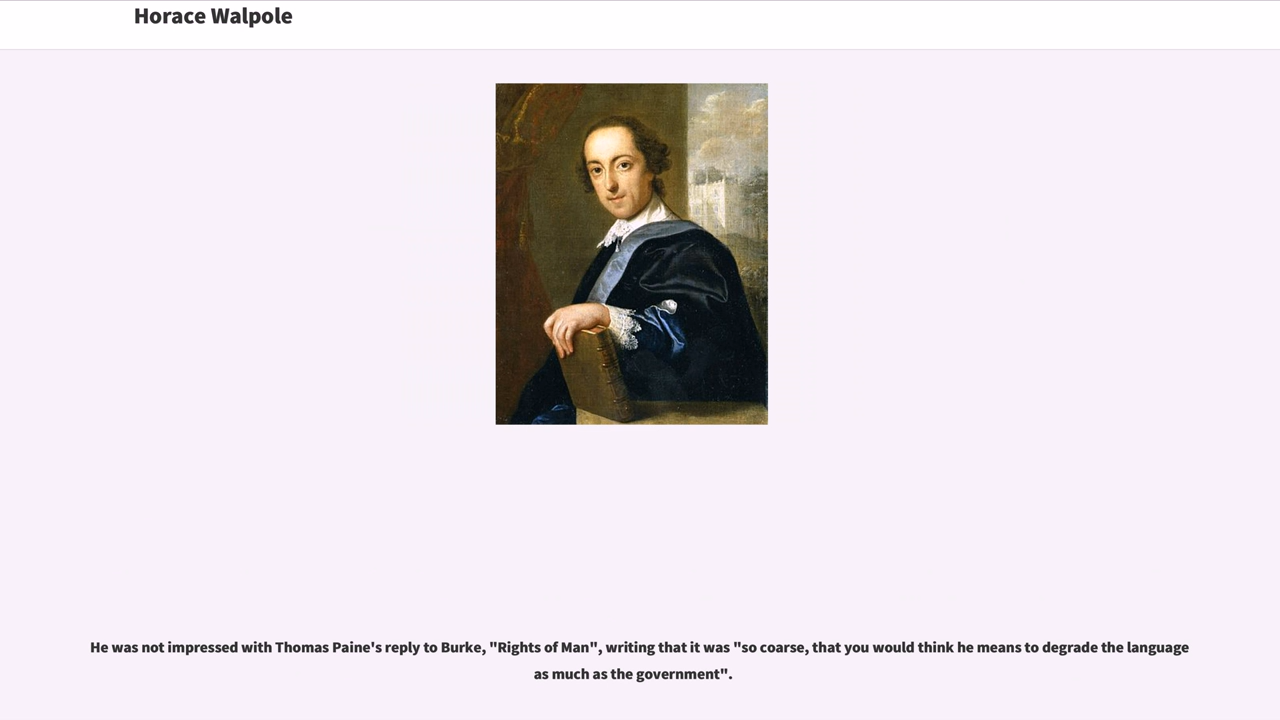 Horace Walpole
He was not impressed with Thomas Paine's reply to Burke, "Rights of Man", writing that it was "so coarse, that you would think he means to degrade the language
as much as the government".